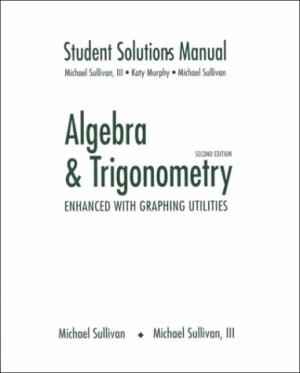 Student Solutions Manual
Michael Sullivan, III • Katy Murphy • Michael Sullivan
Algebra
SECOND EDITION
& Trigonometry
ENHANCED WITH GRAPHING UTILITIES
Michael Sullivan ◆ Michael Sullivan, III